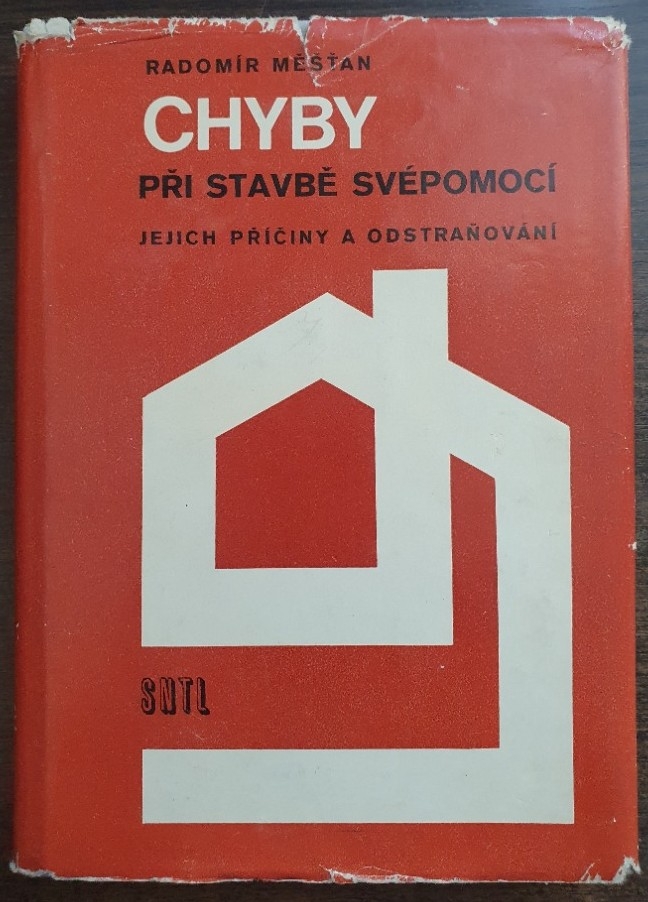 RADOMÍR MĚŠŤAN
CHYBY
PŘI STAVBĚ SVÉPOMOCÍ
JEJICH PŘÍČINY A ODSTRAŇOVÁNÍ
SNTL